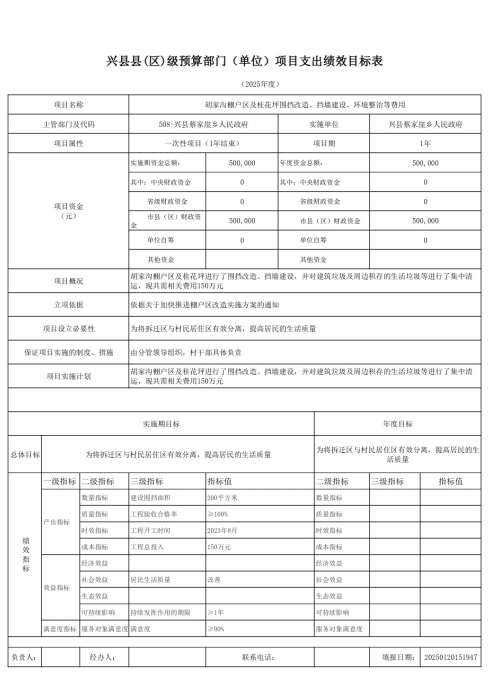 兴县县(区)级预算部门（单位）项目支出绩效目标表
（2025年度）
项目名称 胡家沟棚户区及桂花坪围挡改造、挡墙建设、环境整治等费用
主管部门及代码 508-兴县蔡家崖乡人民政府 实施单位 兴县蔡家崖乡人民政府
项目属性 一次性项目（1年结束） 项目期 1年
项目资金
（元）
实施期资金总额： 500,000 年度资金总额： 500,000
其中：中央财政资金 0 其中：中央财政资金 0
省级财政资金 0 省级财政资金 0
市县（区）财政资
金 500,000 市县（区）财政资金 500,000
单位自筹 0 单位自筹 0
其他资金 其他资金
项目概况 胡家沟棚户区及桂花坪进行了围挡改造、挡墙建设，并对建筑垃圾及周边积存的生活垃圾等进行了集中清
运，现共需相关费用150万元
立项依据 依据关于加快推进棚户区改造实施方案的通知
项目设立必要性 为将拆迁区与村民居住区有效分离，提高居民的生活质量
保证项目实施的制度、措施 由分管领导组织，村干部具体负责
项目实施计划 胡家沟棚户区及桂花坪进行了围挡改造、挡墙建设，并对建筑垃圾及周边积存的生活垃圾等进行了集中清
运，现共需相关费用150万元
实施期目标 年度目标
总体目标 为将拆迁区与村民居住区有效分离，提高居民的生活质量 为将拆迁区与村民居住区有效分离，提高居民的生
活质量
绩
效
指
标
一级指标 二级指标 三级指标 指标值 二级指标 三级指标 指标值
产出指标
数量指标 建设围挡面积 300平方米 数量指标
质量指标 工程验收合格率 ≥100% 质量指标
时效指标 工程开工时间 2023年8月 时效指标
成本指标 工程总投入 150万元 成本指标
效益指标
经济效益 经济效益
社会效益 居民生活质量 改善 社会效益
生态效益 生态效益
可持续影响 持续发挥作用的期限 ≥1年 可持续影响
满意度指标 服务对象满意度 满意度 ≥90% 服务对象满意度
负责人： 经办人： 联系电话： 填报日期： 20250120151947